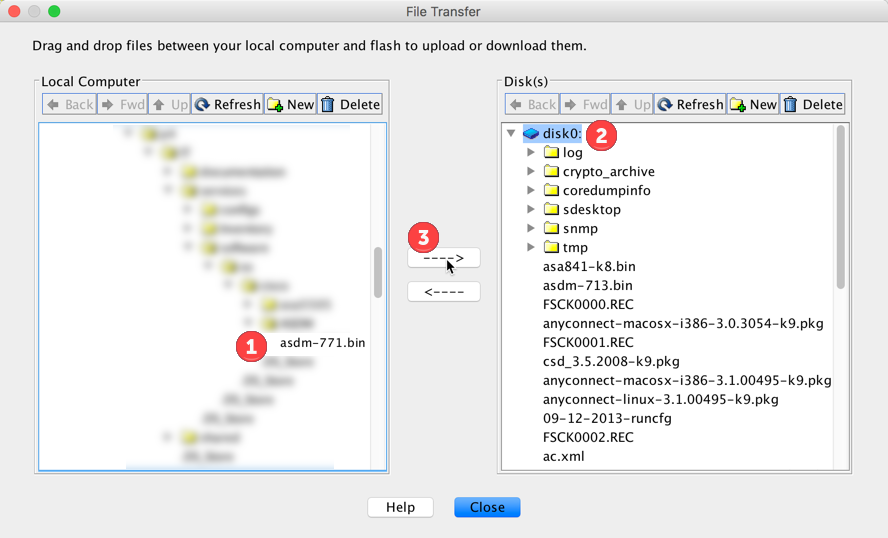 File Transfer
Drag and drop files between your local computer and flash to upload or download them.
Local Computer
Back Fwd Up Refresh New Delete
1 asdm-771.bin
3
---->
<----
Disk(s)
Back Fwd Up Refresh New Delete
disk0: 2
log
crypto_archive
coredumpinfo
sdesktop
snmp
tmp
asa841-k8.bin
asdm-713.bin
FSCK0000.REC
anyconnect-macosx-i386-3.0.3054-k9.pkg
FSCK0001.REC
csd_3.5.2008-k9.pkg
anyconnect-macosx-i386-3.1.00495-k9.pkg
anyconnect-linux-3.1.00495-k9.pkg
09-12-2013-runcfg
FSCK0002.REC
ac.xml
Help Close